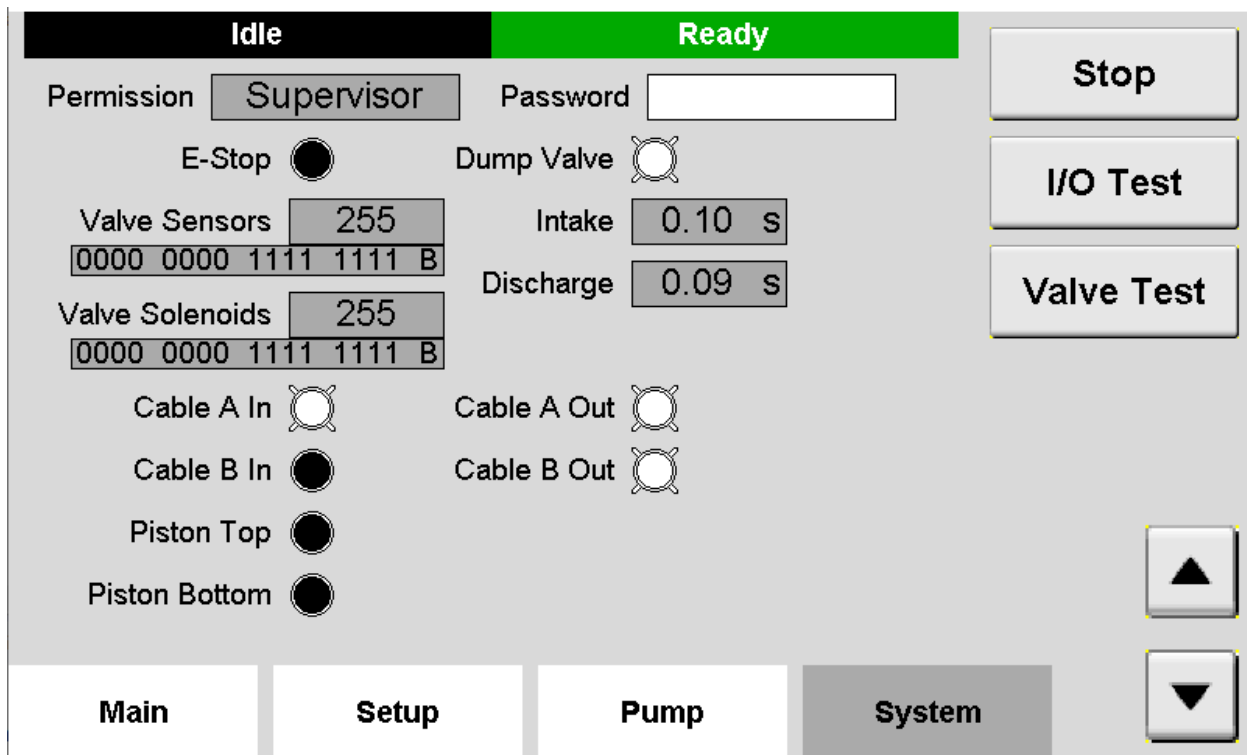 Idle Ready
Stop
Permission Supervisor Password
E-Stop Dump Valve
I/O Test
Valve Sensors 255 Intake 0.10 s
0000 0000 1111 1111 B
Discharge 0.09 s
Valve Test
Valve Solenoids 255
0000 0000 1111 1111 B
Cable A In Cable A Out
Cable B In Cable B Out
Piston Top
Piston Bottom
Main Setup Pump System